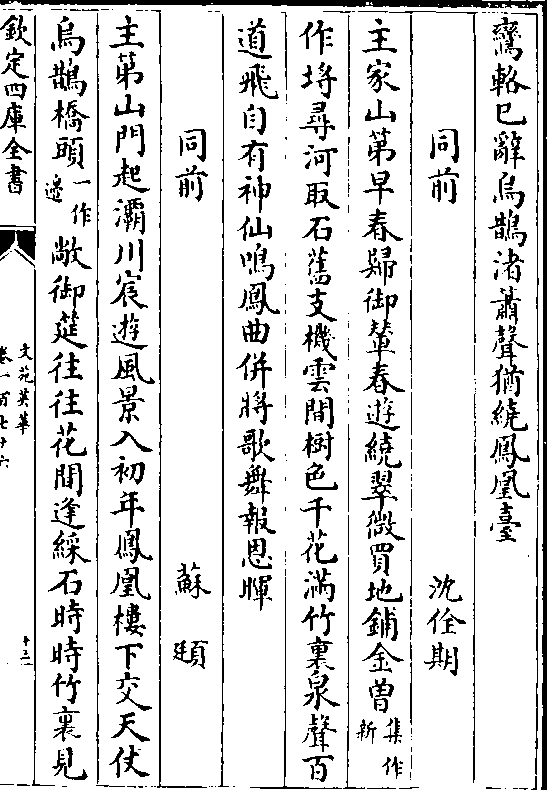 鸞輅已辭烏鵲渚蕭聲猶繞鳳凰臺
同前 沈佺期
主家山第早春歸御輦春遊繞翠微買地鋪金曾集作新
作埒尋河取石舊支機雲間樹色千花滿竹裏泉聲百
道飛自有神仙鳴鳳曲併將歌舞報恩暉
同前 蘇頲
主第山門起灞川宸遊風景入初年鳳凰樓下交天仗
烏鵲橋頭一作邊敞御筵往往花間逢綵石時時竹裏見
欽定四庫全書
文苑英華
卷一百七十六
十三